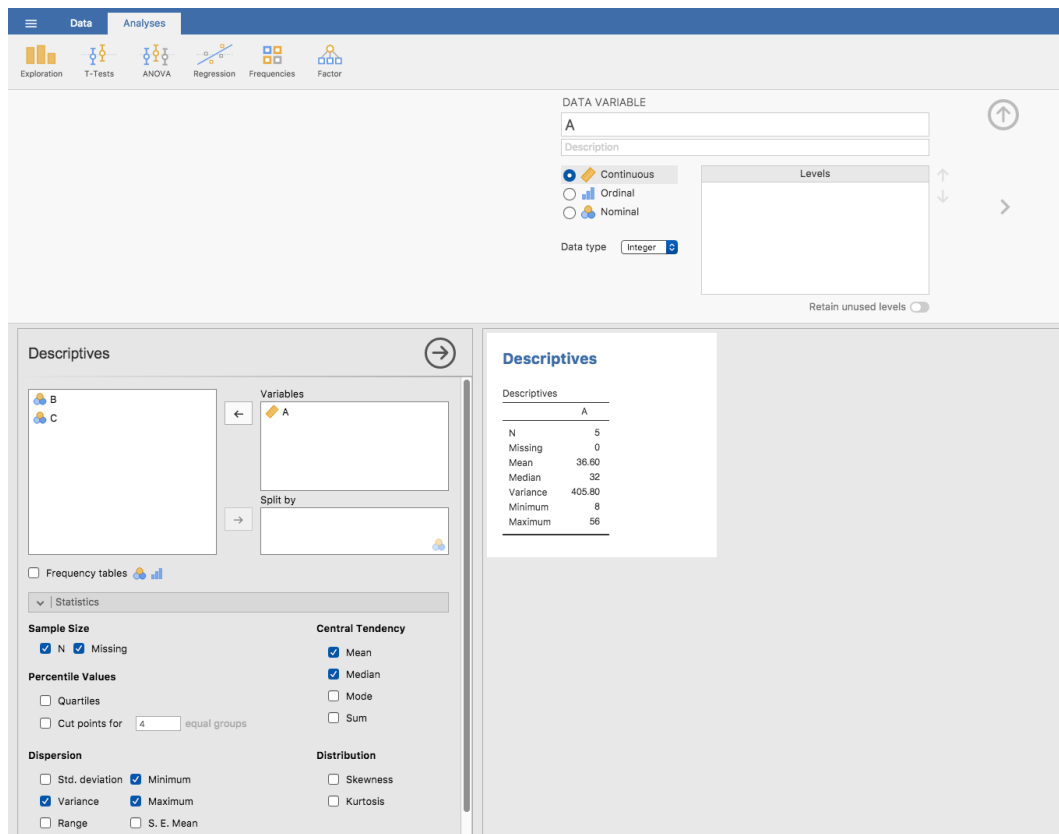 Data Analyses
Exploration T-Tests ANOVA Regression Frequencies Factor
DATA VARIABLE
A
Description
Continuous
Ordinal
Nominal
Levels
Data type Integer
Retain unused levels
Descriptives
B
C
Variables
A
Split by
Frequency tables
Statistics
Sample Size
N Missing
Percentile Values
Quartiles
Cut points for 4 equal groups
Central Tendency
Mean
Median
Mode
Sum
Dispersion
Std. deviation Minimum
Variance Maximum
Range S. E. Mean
Distribution
Skewness
Kurtosis
Descriptives
Descriptives
A
N 5
Missing 0
Mean 36.60
Median 32
Variance 405.80
Minimum 8
Maximum 56